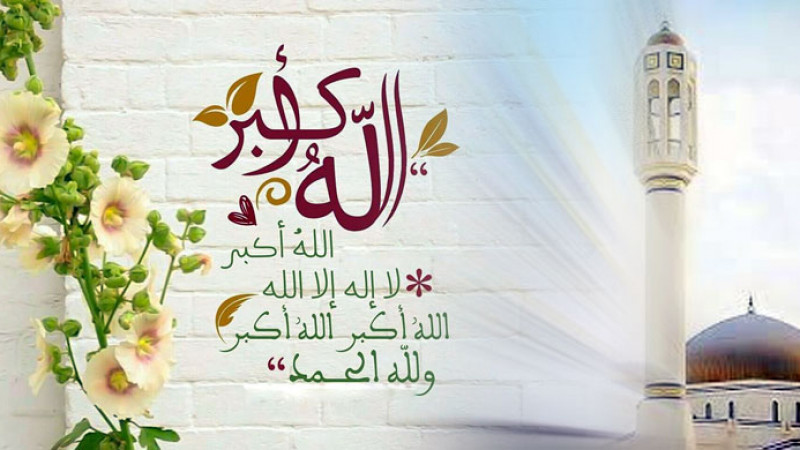 "الله أكبر
اللهُ أكبر
*لا إله إلا الله
اللهُ أكبر اللهُ أكبر
ولله الحمد"